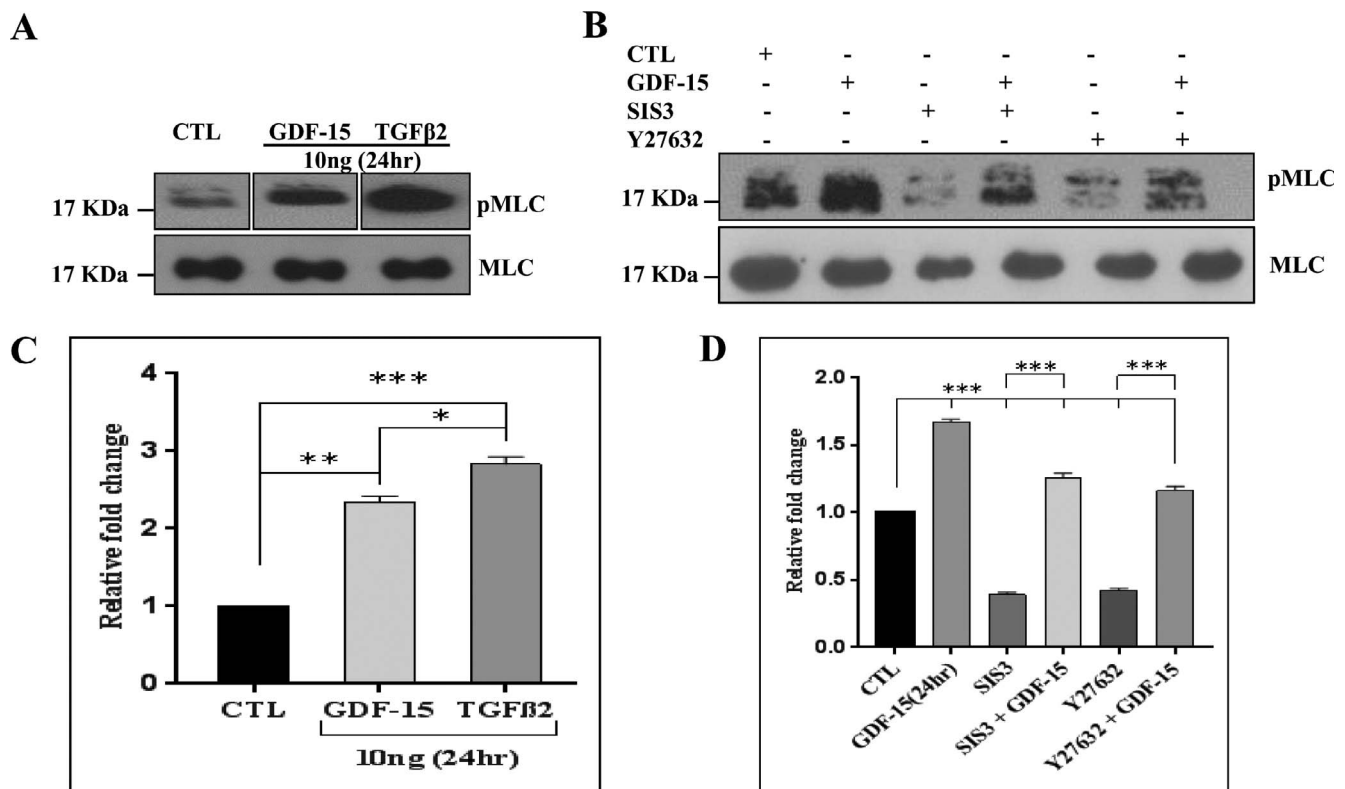 A
CTL GDF-15 TGFβ2
10ng (24hr)
17 KDa pMLC
17 KDa MLC
B
CTL + - - - - -
GDF-15 - + - + - +
SIS3 - - + + - -
Y27632 - - - - + +
17 KDa pMLC
17 KDa MLC
C
Relative fold change
4
3
2
1
0
***
*
**
CTL GDF-15 TGFβ2
10ng (24hr)
D
Relative fold change
2.0
1.5
1.0
0.5
0.0
*** *** ***
CTL
GDF-15(24hr)
SIS3
SIS3 + GDF-15
Y27632
Y27632 + GDF-15